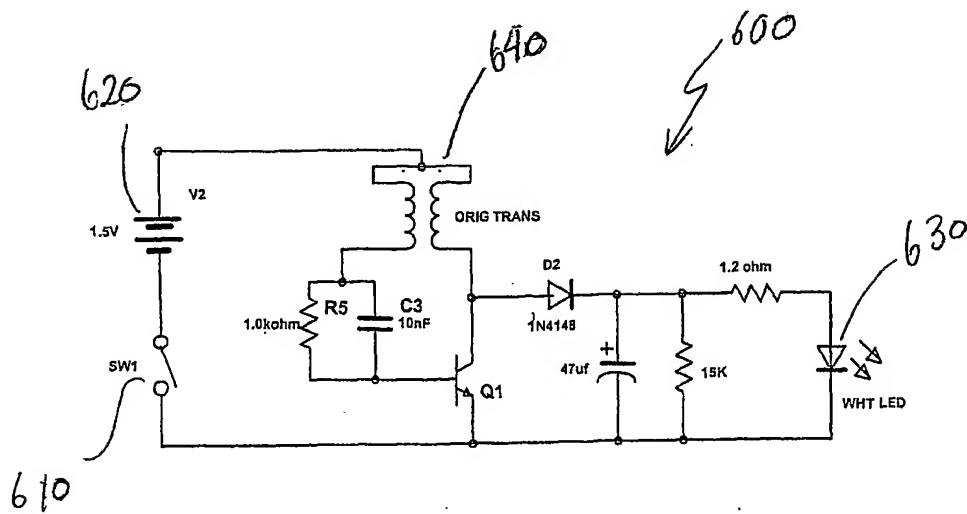 600
640
620
V2
1.5V
ORIG TRANS
630
D2
1.2 ohm
R5
C3
1.0kohm
10nF
1N4148
SW1
Q1
+
47uf
15K
WHT LED
610